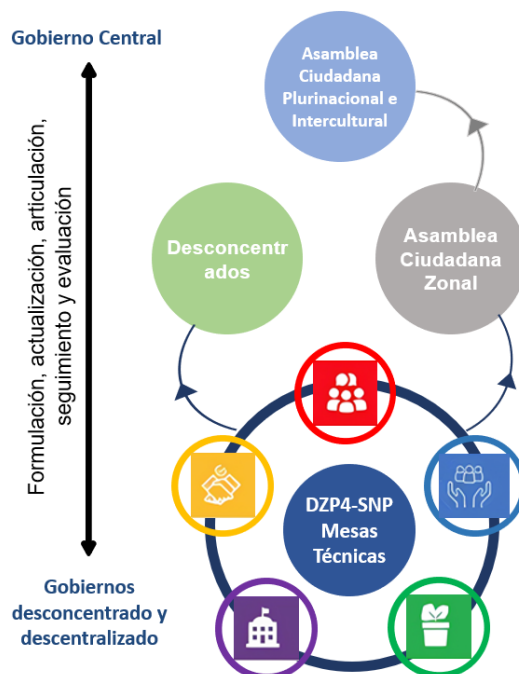 Gobierno Central
Formulación, actualización, articulación,
seguimiento y evaluación
Gobiernos
desconcentrado y
descentralizado
Asamblea
Ciudadana
Plurinacional e
Intercultural
Desconcentr
ados
Asamblea
Ciudadana
Zonal
DZP4-SNP
Mesas
Técnicas